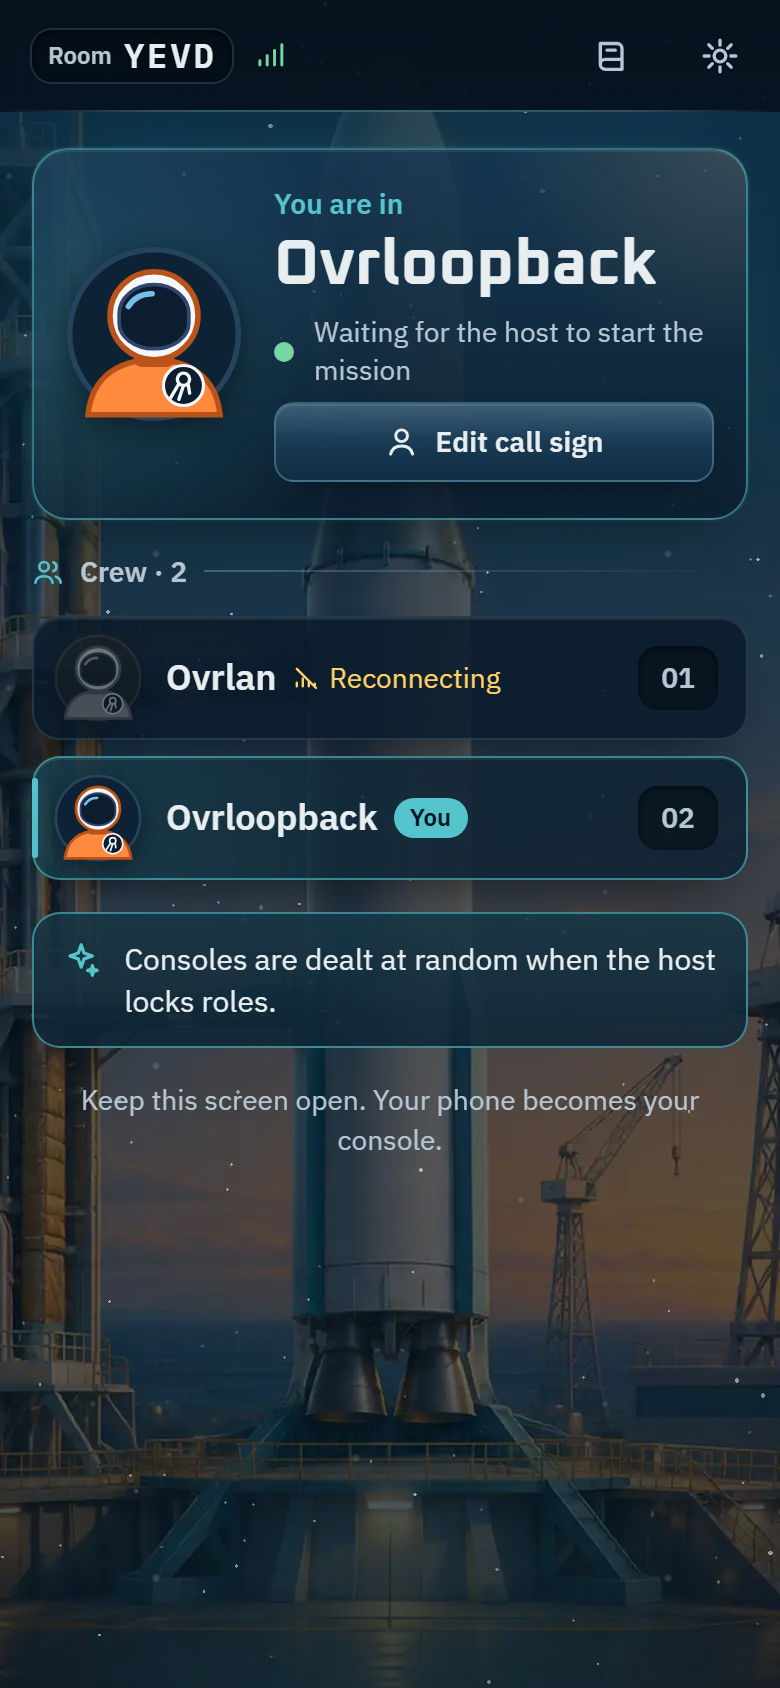 Room YEVD
You are in
Ovrloopback
Waiting for the host to start the
mission
Edit call sign
Crew · 2
Ovrlan Reconnecting 01
Ovrloopback You 02
Consoles are dealt at random when the host
locks roles.
Keep this screen open. Your phone becomes your
console.